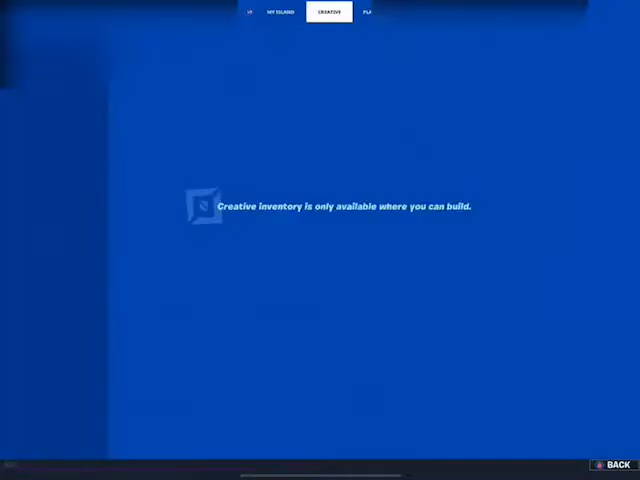 MY ISLAND
CREATIVE
Creative inventory is only available where you can build.
BACK